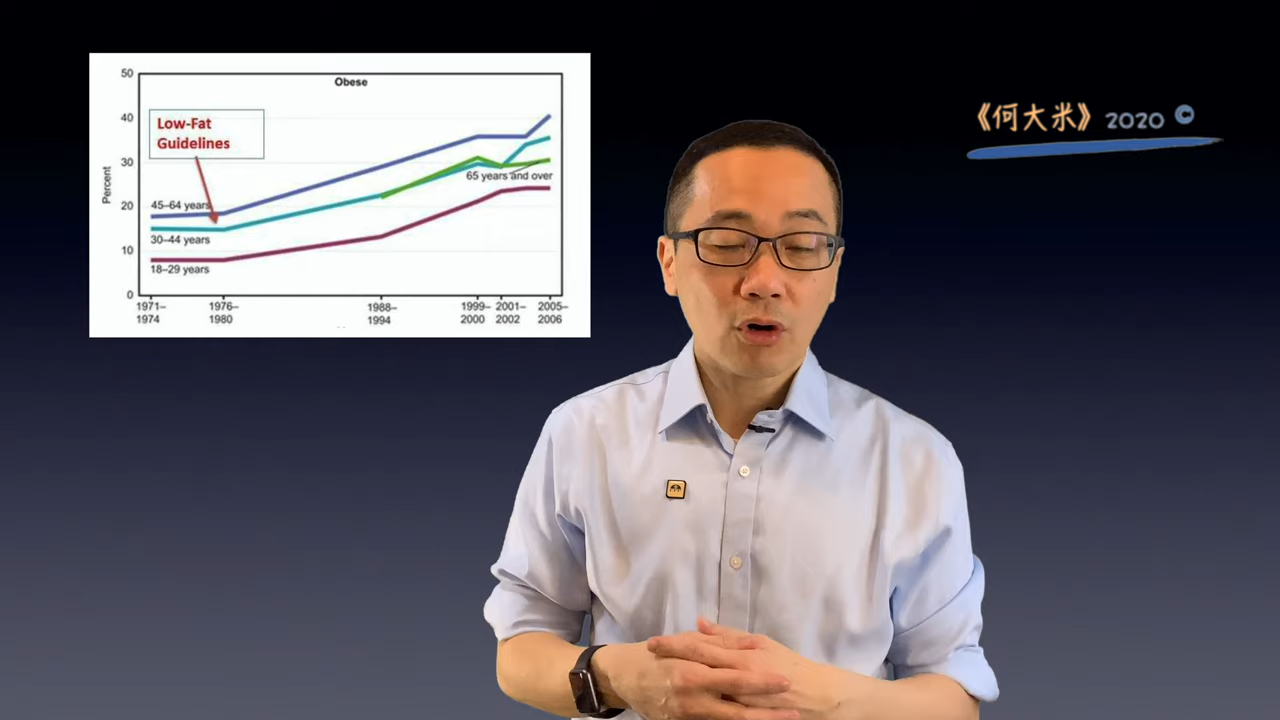 50
Obese
40
Low-Fat
Guidelines
30
65 years and over
Percent
45–64 years
20
30–44 years
10
18–29 years
0
1971–
1974
1976–
1980
1988–
1994
1999–
2000
2001–
2002
2005–
2006
《何大米》 2020 ©